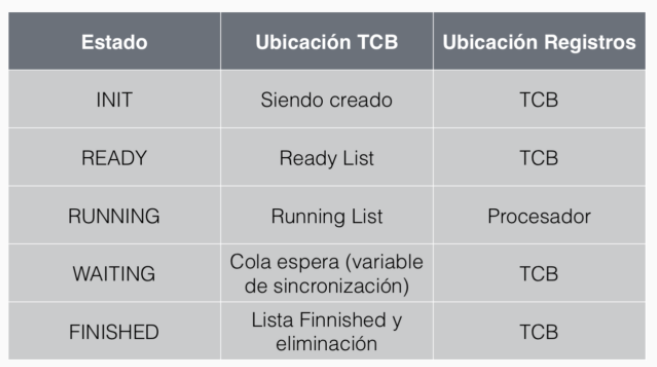 Estado Ubicación TCB Ubicación Registros
INIT Siendo creado TCB
READY Ready List TCB
RUNNING Running List Procesador
WAITING Cola espera (variable
de sincronización) TCB
FINISHED Lista Finnished y
eliminación TCB